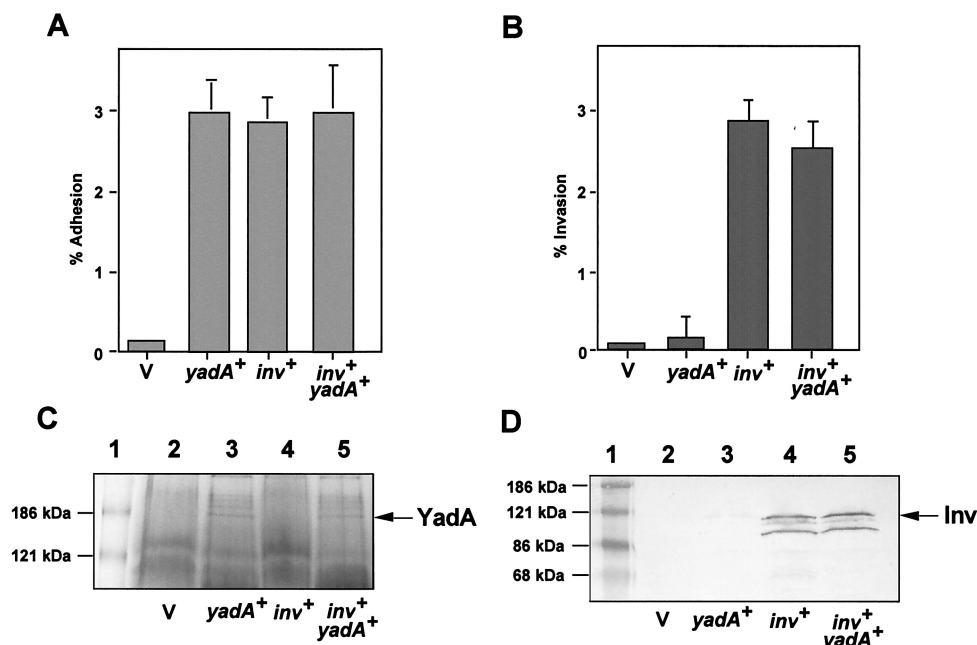 A
% Adhesion
3
2
1
0
V
yadA+
inv+
inv+
yadA+
B
% Invasion
3
2
1
0
V
yadA+
inv+
inv+
yadA+
C
1 2 3 4 5
186 kDa
121 kDa
YadA
V
yadA+
inv+
inv+
yadA+
D
1 2 3 4 5
186 kDa
121 kDa
86 kDa
68 kDa
Inv
V
yadA+
inv+
inv+
yadA+